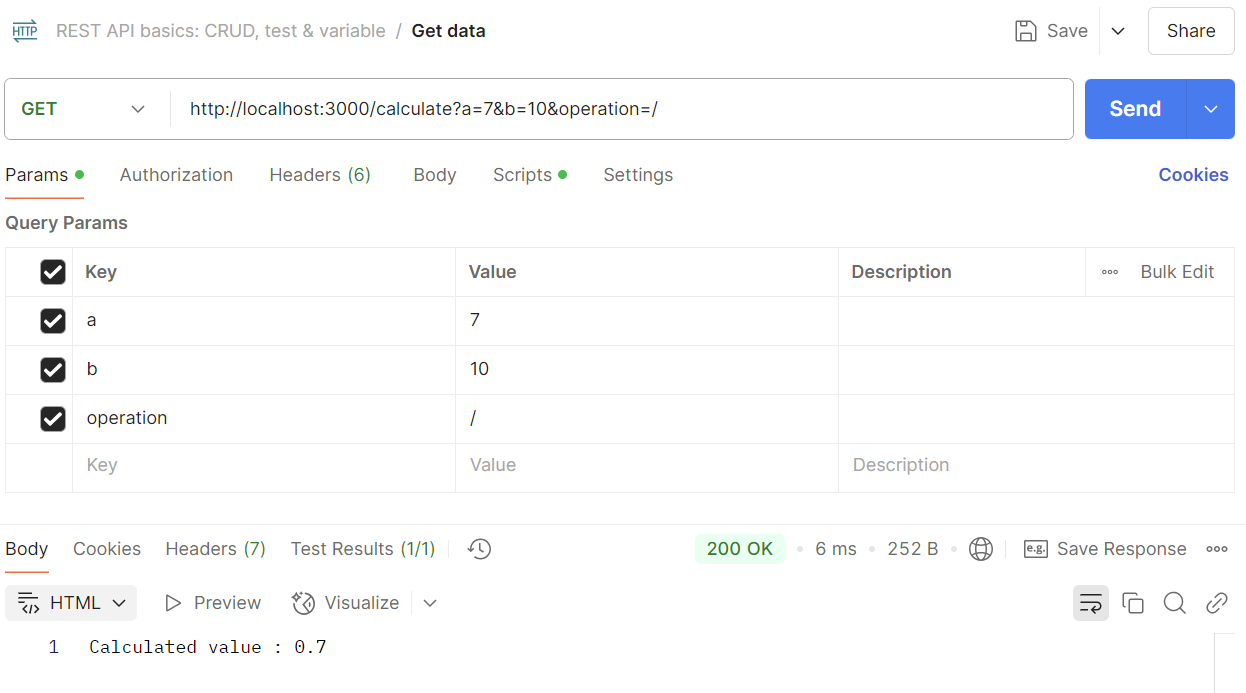 HTTP REST API basics: CRUD, test & variable / Get data Save Share
GET http://localhost:3000/calculate?a=7&b=10&operation=/ Send
Params Authorization Headers (6) Body Scripts Settings Cookies
Query Params
Key Value Description Bulk Edit
a 7
b 10
operation /
Key Value Description
Body Cookies Headers (7) Test Results (1/1) 200 OK • 6 ms • 252 B • e.g. Save Response
HTML Preview Visualize
1 Calculated value : 0.7